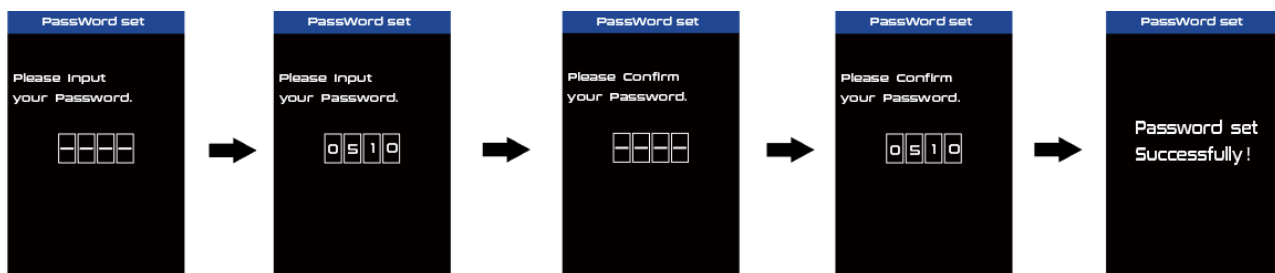 PassWord set
Please Input
your Password.
----
PassWord set
Please Input
your Password.
0510
PassWord set
Please Confirm
your Password.
----
PassWord set
Please Confirm
your Password.
0510
PassWord set
Password set
Successfully!